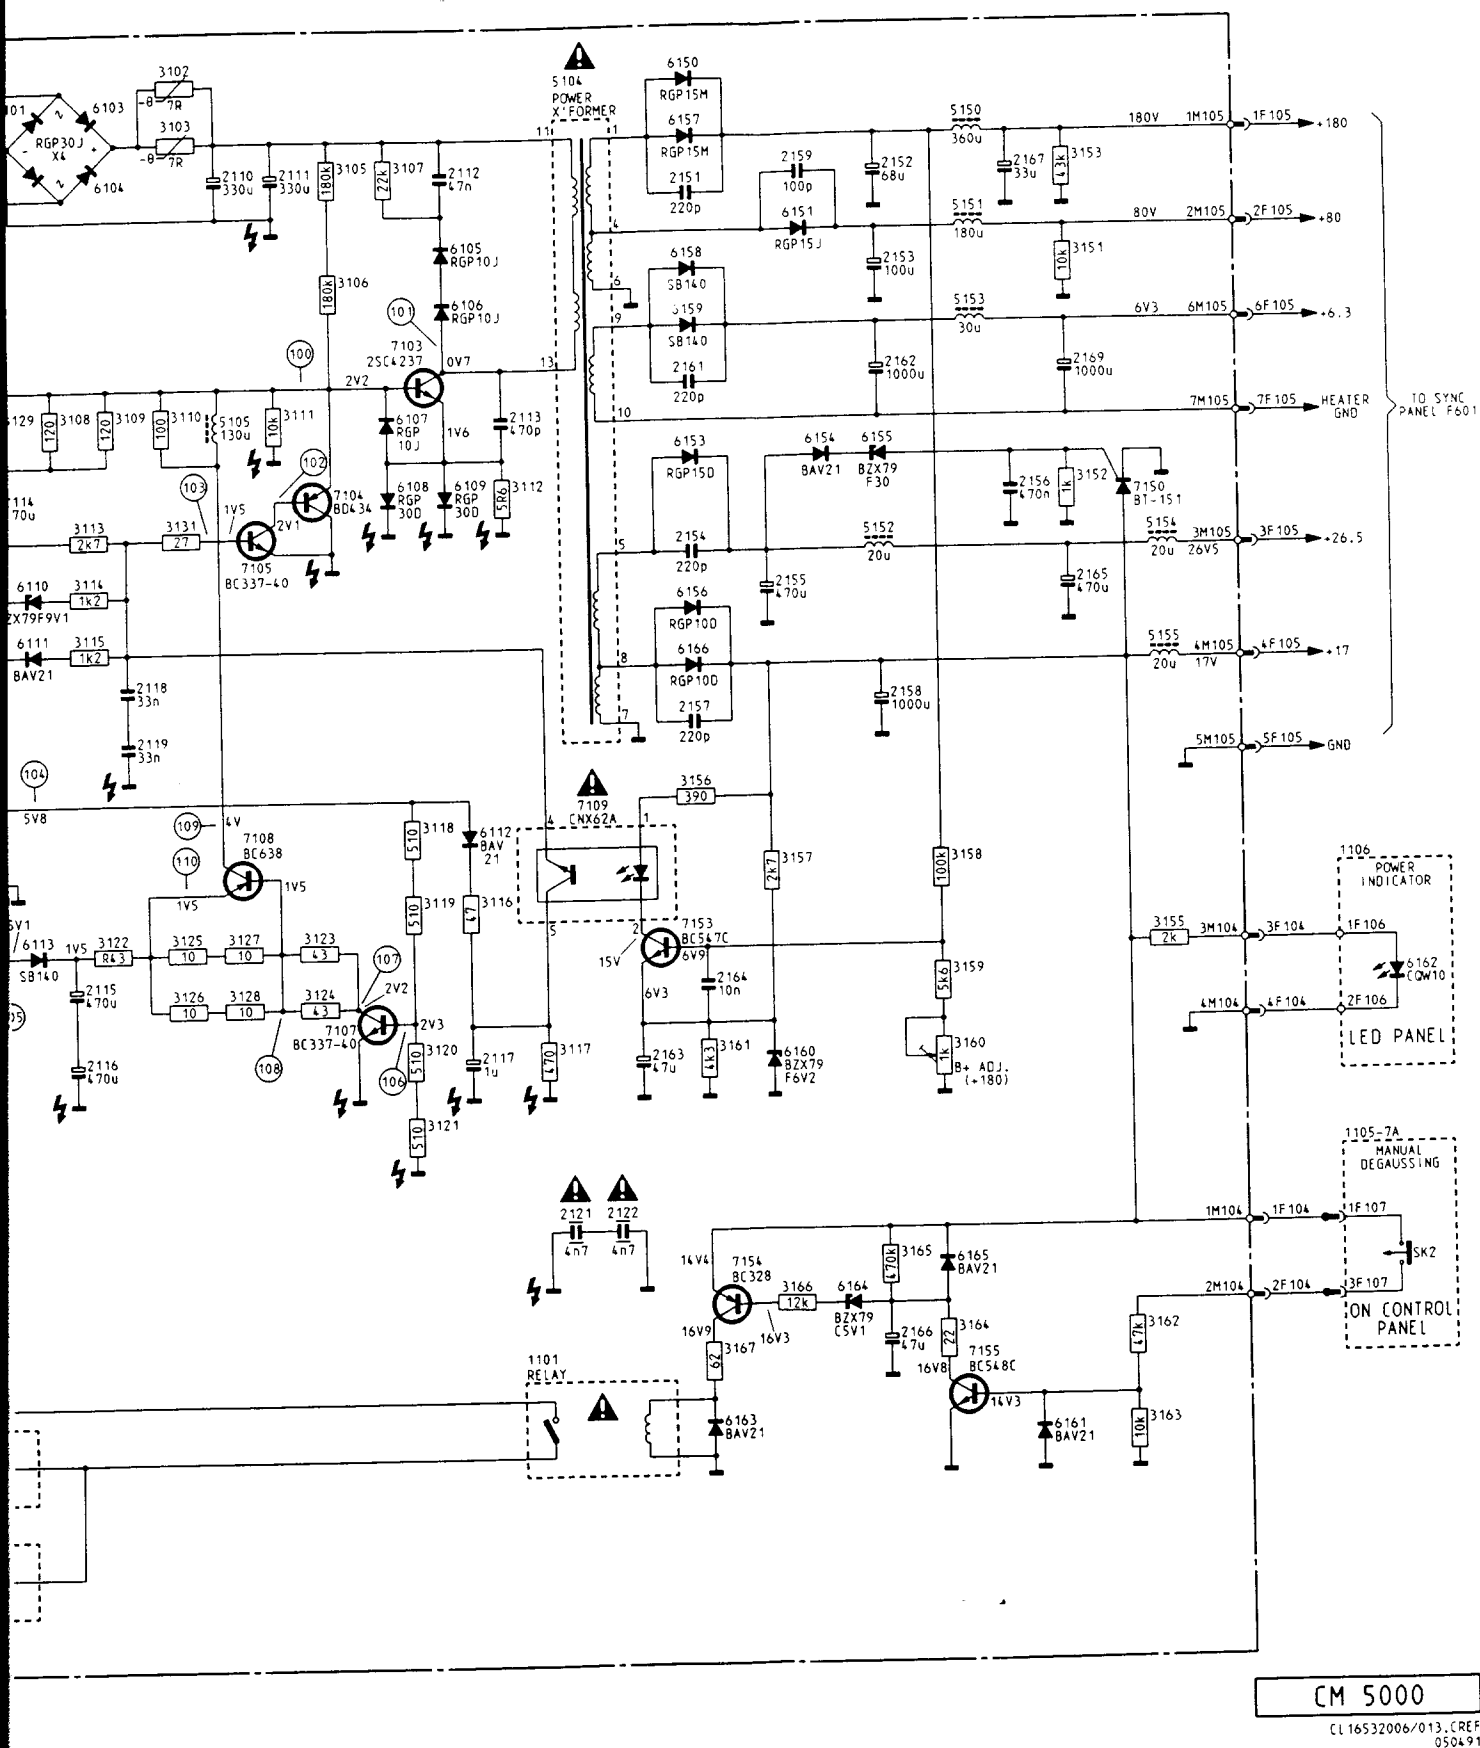 3102
-θ 7R
3103
-θ 7R
6103
RGP30J
X4
6104
2110
330u
2111
330u
3105
180k
3107
22k
2112
47n
6105
RGP10J
6106
RGP10J
3106
180k
101
100
7103
2SC4237
0V7
2V2
5104
POWER
X'FORMER
11
13
1
4
6
9
10
5
8
7
6150
RGP15M
6157
RGP15M
2151
220p
2159
100p
6151
RGP15J
2152
68u
5150
360u
2167
33u
3153
43k
180V
1M105
1F105
+180
2153
100u
5151
180u
3151
10k
80V
2M105
2F105
+80
6158
SB140
6159
SB140
2161
220p
2162
1000u
5153
30u
2169
1000u
6V3
6M105
6F105
+6.3
7M105
7F105
HEATER
GND
TO SYNC
PANEL F601
3108
120
3109
120
3110
100
5105
130u
3111
10k
6107
RGP
10J
1V6
2113
470p
6108
RGP
30D
6109
RGP
30D
3112
5R6
102
103
7104
BD434
2V1
1V5
7105
BC337-40
3113
2k7
3131
27
6110
3114
1k2
6111
BAV21
3115
1k2
2118
33n
2119
33n
6153
RGP15D
2154
220p
6154
BAV21
6155
BZX79
F30
2156
470n
3152
1k
7150
BT-151
5152
20u
2155
470u
2165
470u
5154
20u
3M105
26V5
3F105
+26.5
6156
RGP10D
6166
RGP10D
2157
220p
2158
1000u
5155
20u
4M105
17V
4F105
+17
5M105
5F105
GND
104
5V8
109
4V
7108
BC638
110
1V5
1V5
3118
510
6112
BAV
21
3119
510
3116
47
7109
CNX62A
4
1
5
2
3156
390
3157
2k7
3158
100k
7153
BC547C
15V
6V9
6V3
2164
10n
3159
5k6
3160
1k
B+ ADJ.
(+180)
2163
47u
3161
4k3
6160
BZX79
F6V2
6113
SB140
1V5
3122
R43
3125
10
3127
10
3123
43
3126
10
3128
10
3124
43
107
2V2
7107
BC337-40
108
106
2V3
3120
510
3121
510
2115
470u
2116
470u
2117
1u
3117
470
1106
POWER
INDICATOR
3155
2k
3M104
3F104
1F106
6162
CQW10
4M104
4F104
2F106
LED PANEL
1105-7A
MANUAL
DEGAUSSING
1M104
1F104
1F107
SK2
2M104
2F104
3F107
ON CONTROL
PANEL
2121
4n7
2122
4n7
14V4
7154
BC328
16V9
3166
12k
16V3
6164
BZX79
C5V1
3165
470k
6165
BAV21
2166
47u
3164
22
16V8
7155
BC548C
14V3
3162
47k
3163
10k
6161
BAV21
3167
62
6163
BAV21
1101
RELAY
CM 5000
CL16532006/013.CREF
050491